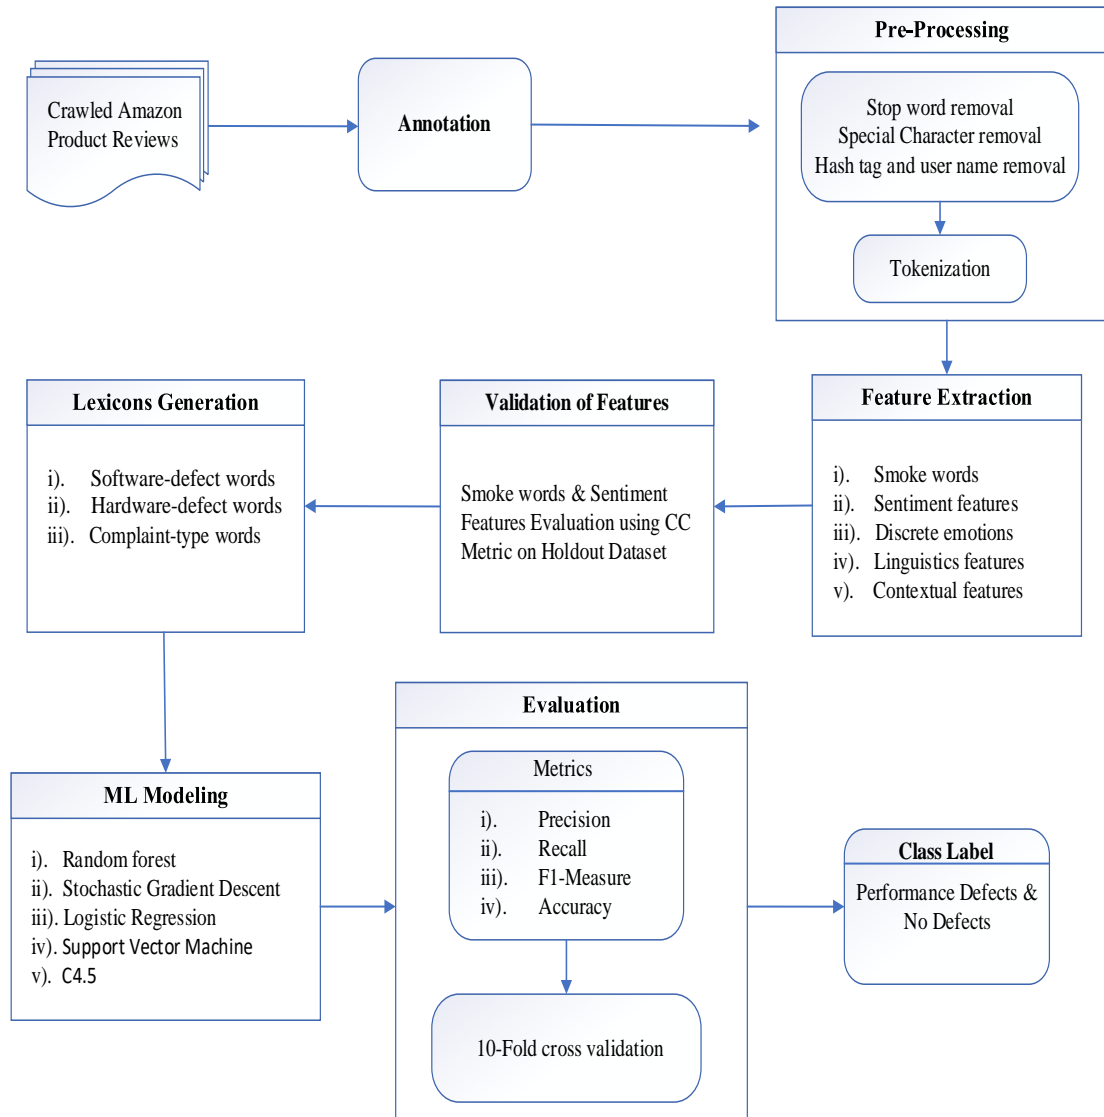 Crawled Amazon
Product Reviews
Annotation
Pre-Processing
Stop word removal
Special Character removal
Hash tag and user name removal
Tokenization
Feature Extraction
i). Smoke words
ii). Sentiment features
iii). Discrete emotions
iv). Linguistics features
v). Contextual features
Validation of Features
Smoke words & Sentiment
Features Evaluation using CC
Metric on Holdout Dataset
Lexicons Generation
i). Software-defect words
ii). Hardware-defect words
iii). Complaint-type words
ML Modeling
i). Random forest
ii). Stochastic Gradient Descent
iii). Logistic Regression
iv). Support Vector Machine
v). C4.5
Evaluation
Metrics
i). Precision
ii). Recall
iii). F1-Measure
iv). Accuracy
10-Fold cross validation
Class Label
Performance Defects &
No Defects